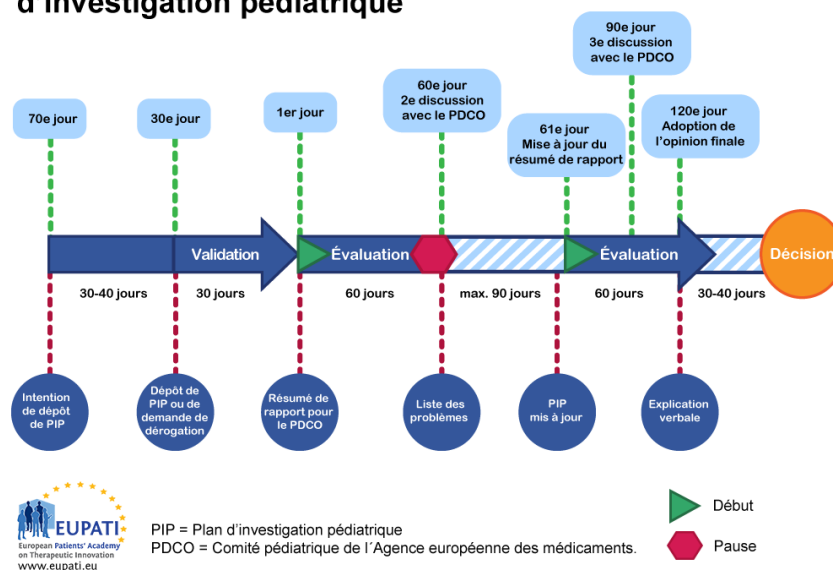 d'investigation pédiatrique
90e jour
3e discussion
avec le PDCO
60e jour
2e discussion
avec le PDCO
70e jour
30e jour
1er jour
61e jour
Mise à jour du
résumé de rapport
120e jour
Adoption de
l'opinion finale
Validation
Évaluation
Évaluation
Décision
30-40 jours
30 jours
60 jours
max. 90 jours
60 jours
30-40 jours
Intention
de dépôt
de PIP
Dépôt de
PIP ou de
demande de
dérogation
Résumé de
rapport pour
le PDCO
Liste des
problèmes
PIP
mis à jour
Explication
verbale
EUPATI
European Patients' Academy
on Therapeutic Innovation
www.eupati.eu
PIP = Plan d'investigation pédiatrique
PDCO = Comité pédiatrique de l´Agence européenne des médicaments.
Début
Pause